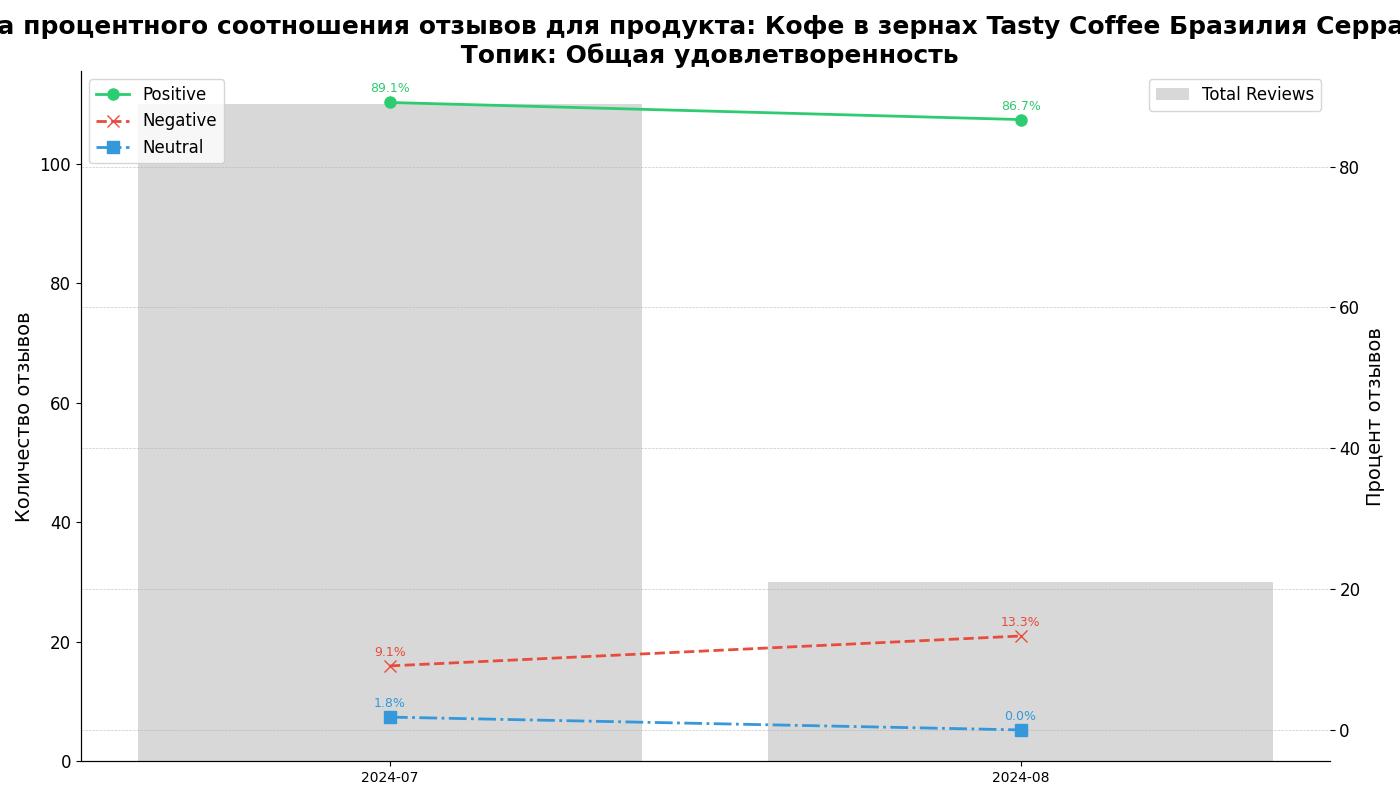 а процентного соотношения отзывов для продукта: Кофе в зернах Tasty Coffee Бразилия Серра
Топик: Общая удовлетворенность
Positive
Negative
Neutral
Total Reviews
89.1%
86.7%
9.1%
13.3%
1.8%
0.0%
Количество отзывов
100
80
60
40
20
0
Процент отзывов
80
60
40
20
0
2024-07
2024-08